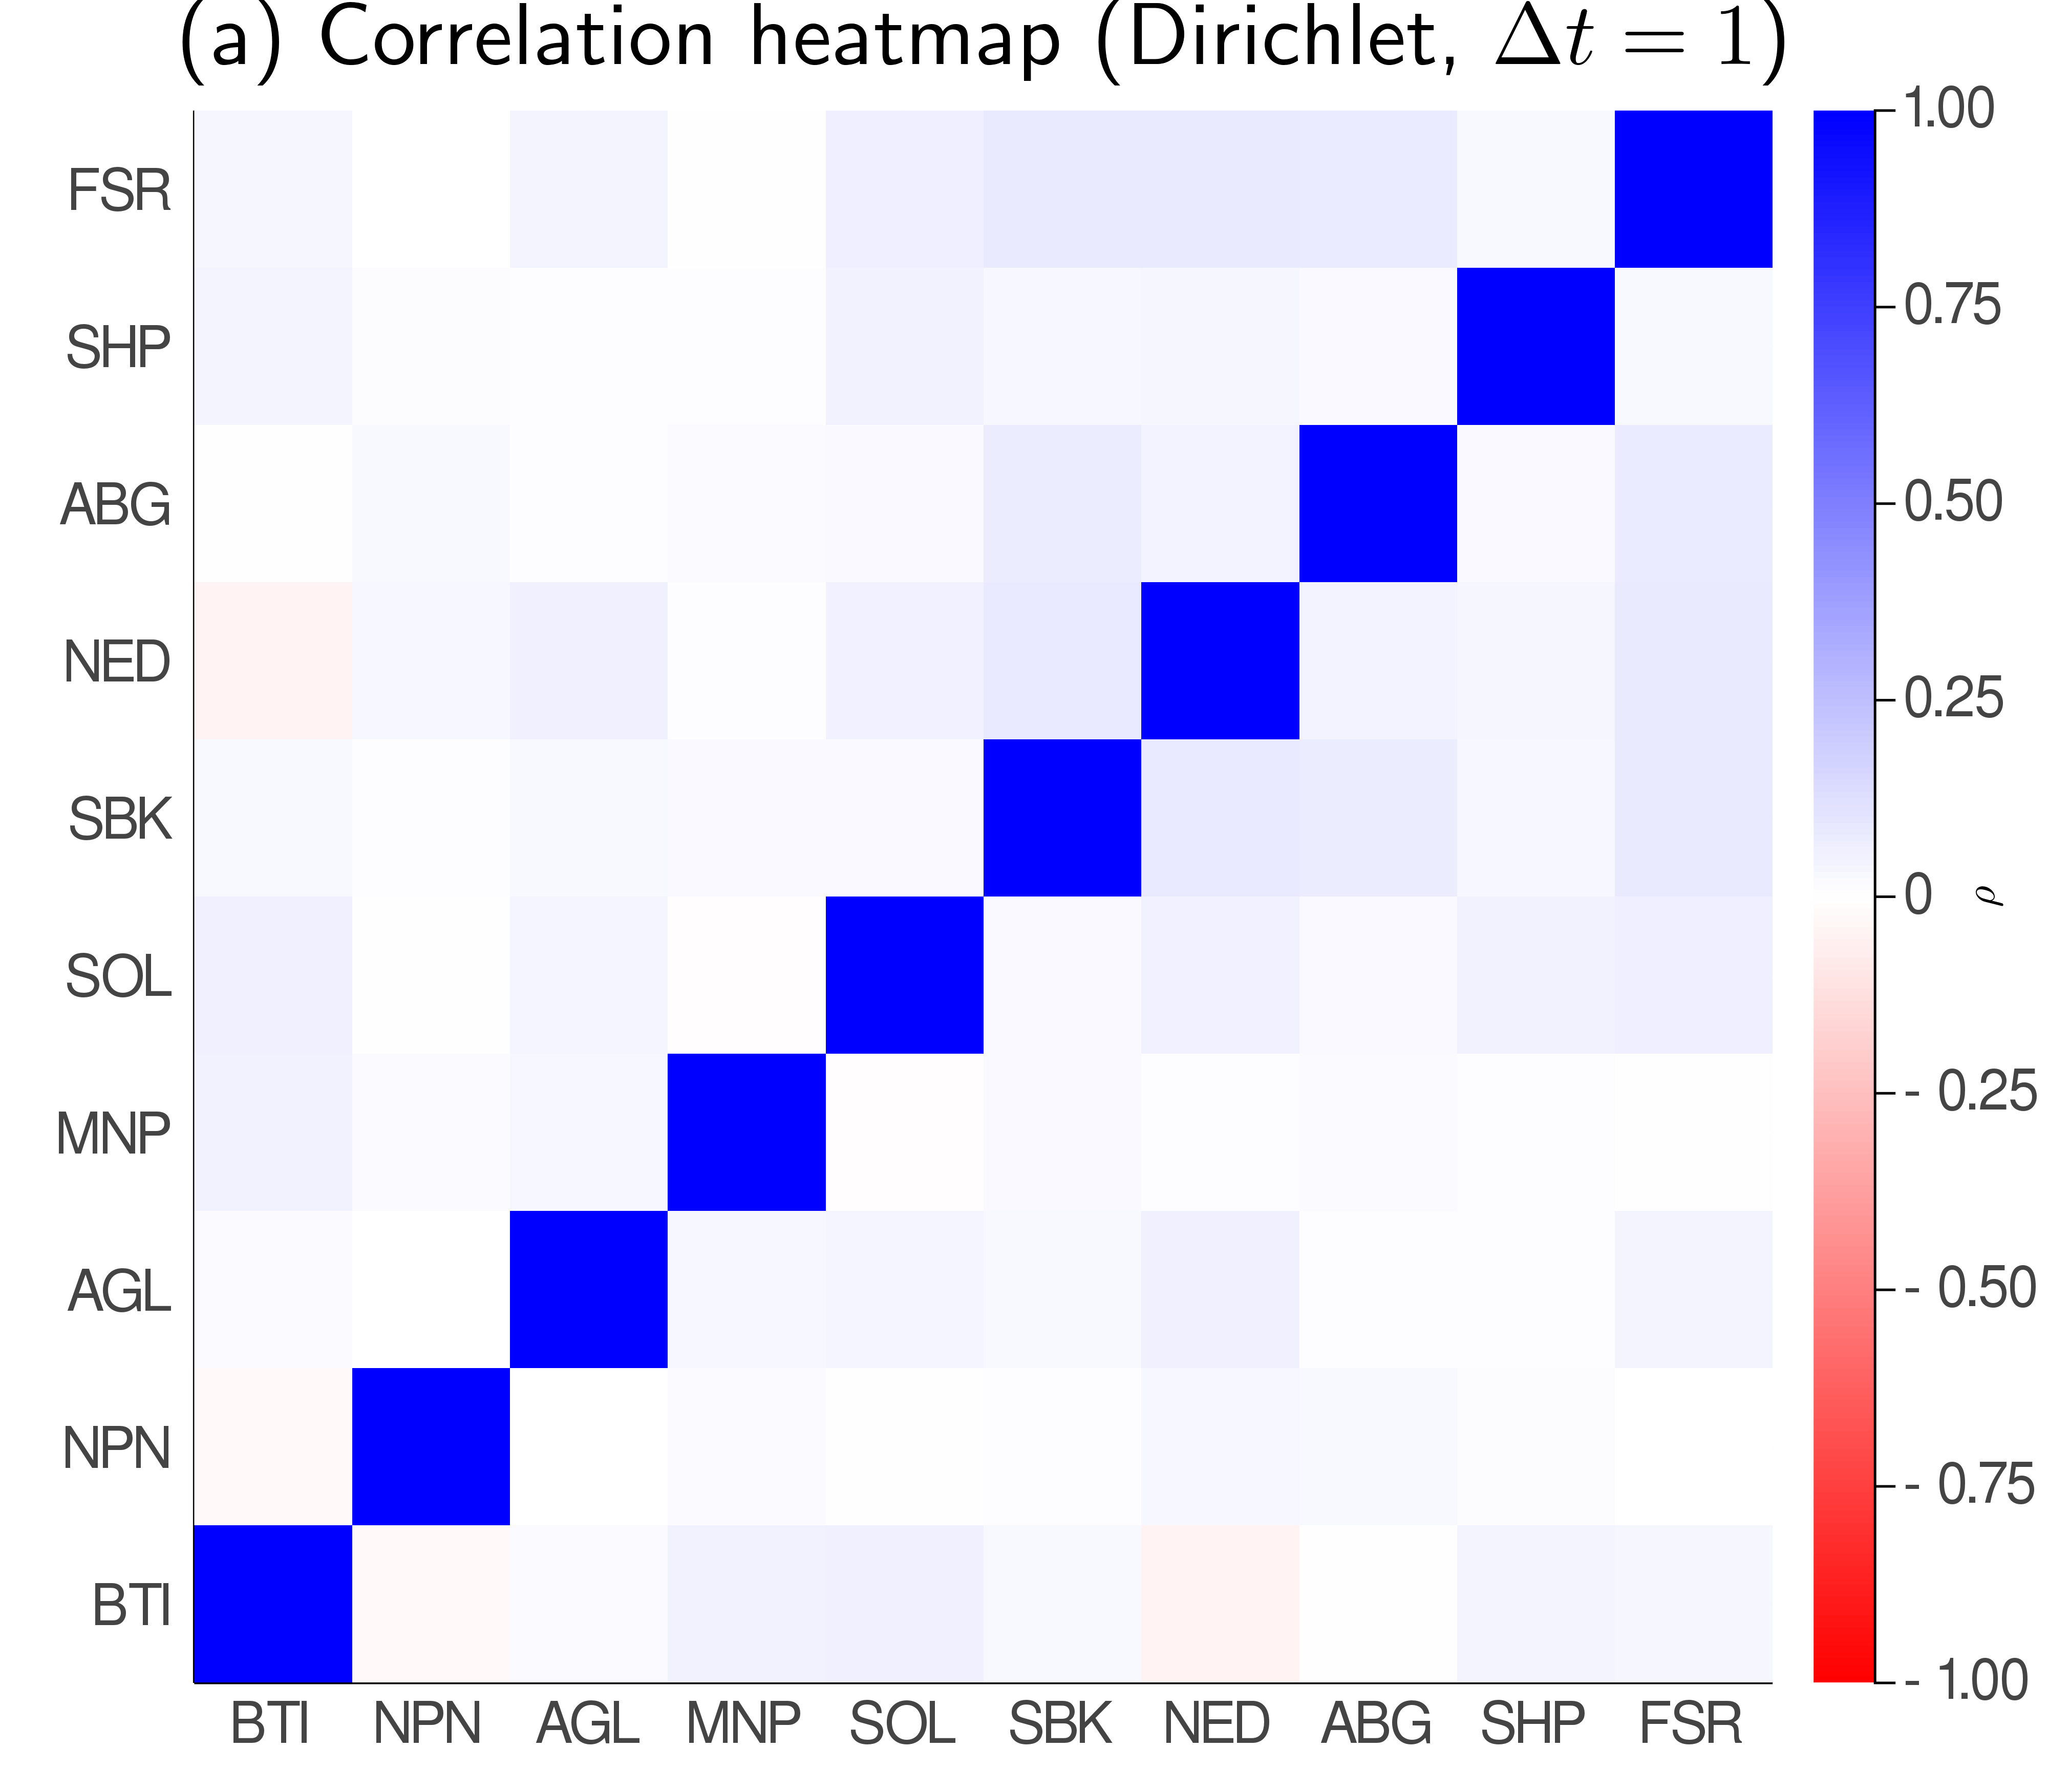 (a) Correlation heatmap (Dirichlet, Δt = 1)
FSR
SHP
ABG
NED
SBK
SOL
MNP
AGL
NPN
BTI
BTI NPN AGL MNP SOL SBK NED ABG SHP FSR
1.00
0.75
0.50
0.25
0
- 0.25
- 0.50
- 0.75
- 1.00
ρ